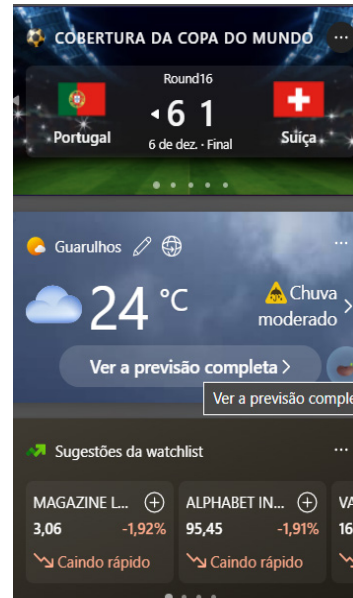 COBERTURA DA COPA DO MUNDO
Round16
6 1
Portugal
6 de dez. · Final
Suíça
Guarulhos
24 °C
Chuva
moderado
Ver a previsão completa >
Ver a previsão comple
Sugestões da watchlist
MAGAZINE L...
3,06 -1,92%
Caindo rápido
ALPHABET IN...
95,45 -1,91%
Caindo rápido
VA
16